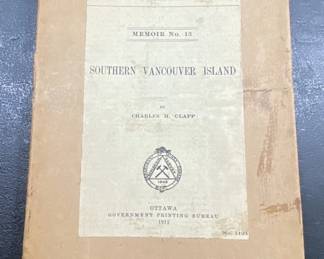 MEMOIR No. 13
SOUTHERN VANCOUVER ISLAND
BY
CHARLES H. CLAPP
OTTAWA
GOVERNMENT PRINTING BUREAU
1912